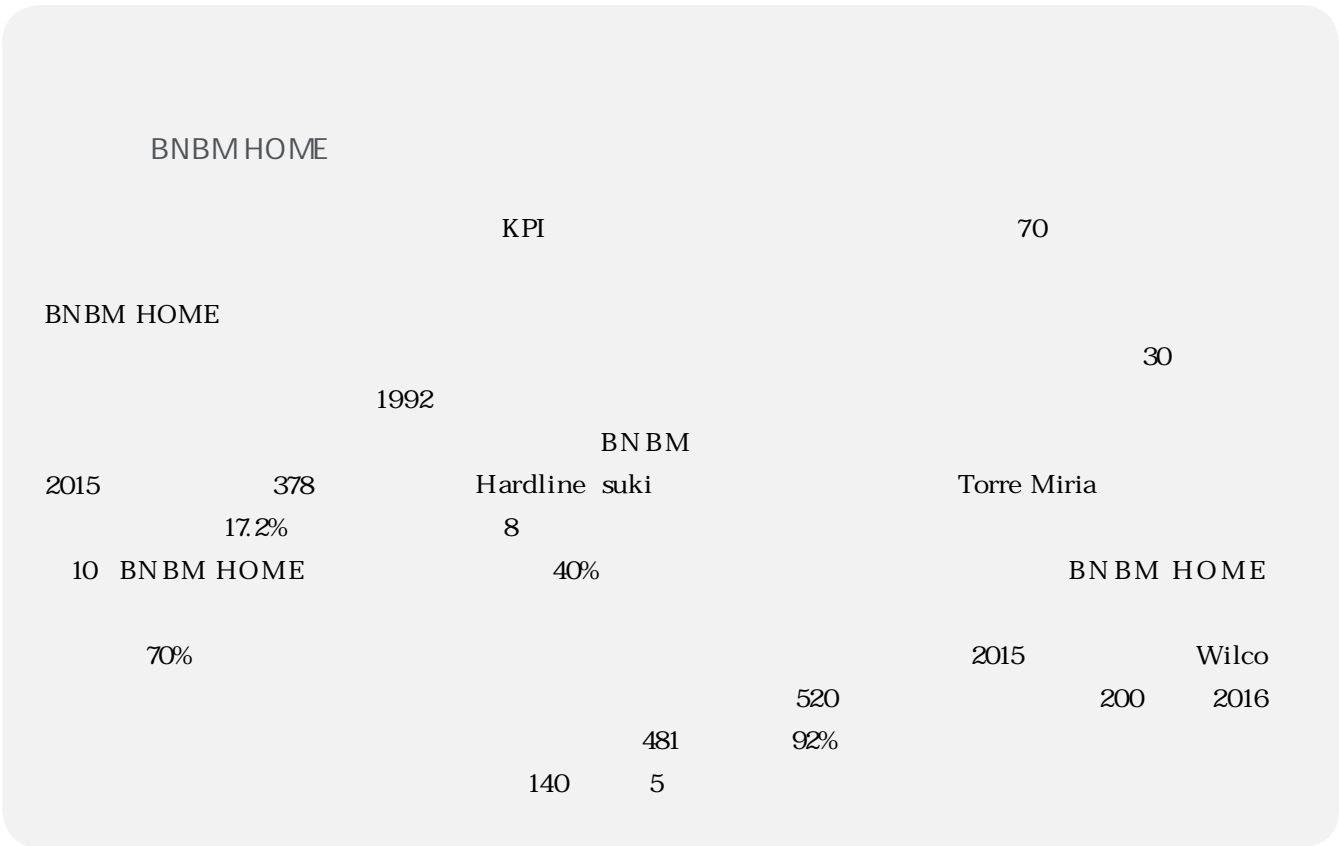 BNBM HOME
KPI 70
BNBM HOME
30
1992
BNBM
2015 378 Hardline suki Torre Miria
17.2% 8
10 BNBM HOME 40% BNBM HOME
70% 2015 Wilco
520 200 2016
481 92%
140 5